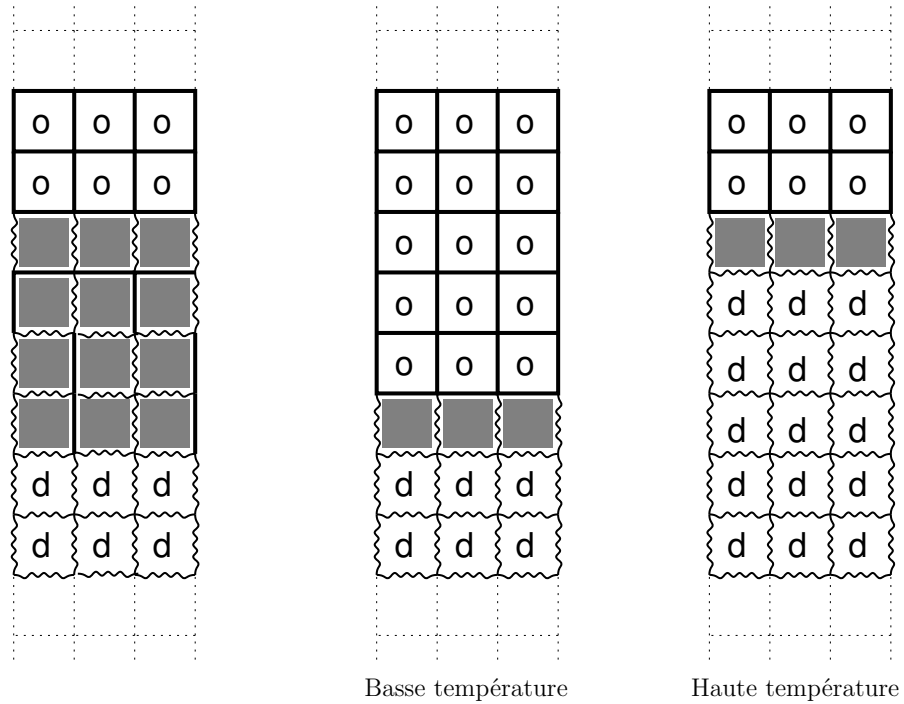 o o o o o o o o o
o o o o o o o o o
o o o
d d d o o o
d d d o o o
d d d
d d d d d d d d d
d d d d d d d d d
Basse température Haute température